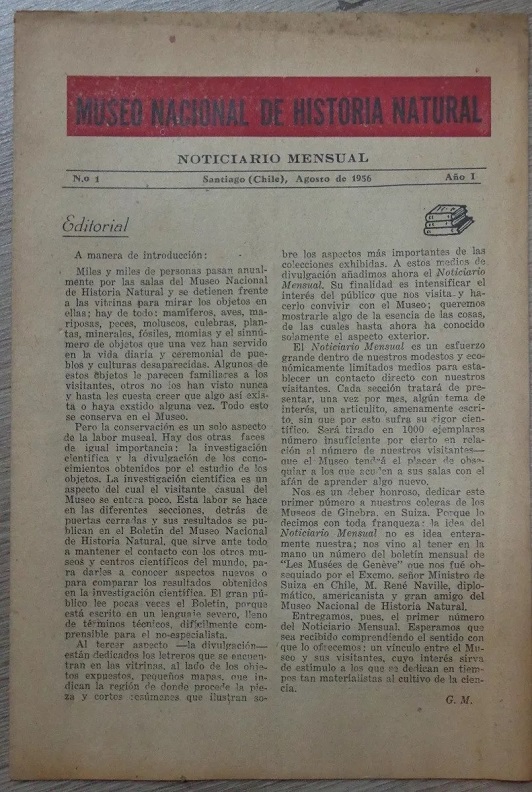 MUSEO NACIONAL DE HISTORIA NATURAL
NOTICIARIO MENSUAL
N.o 1 Santiago (Chile), Agosto de 1956 Año I
Editorial
A manera de introducción:
Miles y miles de personas pasan anual-
mente por las salas del Museo Nacional
de Historia Natural y se detienen frente
a las vitrinas para mirar los objetos en
ellas; hay de todo: mamíferos, aves, ma-
riposas, peces, moluscos, culebras, plan-
tas, minerales, fósiles, momias y el sinnú-
mero de objetos que una vez han servido
en la vida diaria y ceremonial de pue-
blos y culturas desaparecidas. Algunos de
estos objetos le parecen familiares a los
visitantes, otros no los han visto nunca
y hasta les cuesta creer que algo así exis-
ta o haya exstido alguna vez. Todo esto
se conserva en el Museo.
Pero la conservación es un solo aspecto
de la labor museal. Hay dos otras faces
de igual importancia: la investigación
científica y la divulgación de los cono-
cimientos obtenidos por el estudio de los
objetos. La investigación científica es un
aspecto del cual el visitante casual del
Museo se entera poco. Esta labor se hace
en las diferentes secciones, detrás de
puertas cerradas y sus resultados se pu-
blican en el Boletín del Museo Nacional
de Historia Natural, que sirve ante todo
a mantener el contacto con los otros mu-
seos y centros científicos del mundo, pa-
ra darles a conocer aspectos nuevos o
para comparar los resultados obtenidos
en la investigación científica. El gran pú-
blico lee pocas veces el Boletín, porque
está escrito en un lenguaje severo, lleno
de términos técnicos, difícilmente com-
prensible para el no-especialista.
Al tercer aspecto —la divulgación—
están dedicados los letreros que se encuen-
tran en las vitrinas, al lado de los obje-
tos expuestos, pequeños mapas, que in-
dican la región de donde procede la pie-
za y cortos resúmenes que ilustran so-
bre los aspectos más importantes de las
colecciones exhibidas. A estos medios de
divulgación añadimos ahora el Noticiario
Mensual. Su finalidad es intensificar el
interés del público que nos visita y ha-
cerlo convivir con el Museo; queremos
mostrarle algo de la esencia de las cosas,
de las cuales hasta ahora ha conocido
solamente el aspecto exterior.
El Noticiario Mensual es un esfuerzo
grande dentro de nuestros modestos y eco-
nómicamente limitados medios para es-
tablecer un contacto directo con nuestros
visitantes. Cada sección tratará de pre-
sentar, una vez por mes, algún tema de
interés, un articulito, amenamente escri-
to, sin que por esto sufra su rigor cien-
tífico. Será tirado en 1000 ejemplares
número insuficiente por cierto en rela-
ción al número de nuestros visitantes—
que el Museo tendrá el placer de obse-
quiar a los que acuden a sus salas con el
afán de aprender algo nuevo.
Nos es un deber honroso, dedicar este
primer número a nuestros colegas de los
Museos de Ginebra, en Suiza. Porque lo
decimos con toda franqueza: la idea del
Noticiario Mensual no es idea entera-
mente nuestra; nos vino al tener en la
mano un número del boletín mensual de
"Les Musées de Genève" que nos fué ob-
sequiado por el Excmo. señor Ministro de
Suiza en Chile, M. René Naville, diplo-
mático, americanista y gran amigo del
Museo Nacional de Historia Natural.
Entregamos, pues, el primer número
del Noticiario Mensual. Esperamos que
sea recibido comprendiendo el sentido con
que lo ofrecemos: un vínculo entre el Mu-
seo y sus visitantes, cuyo interés sirve
de estímulo a los que se dedican en tiem-
pos tan materialistas al cultivo de la cien-
cia.
G. M.